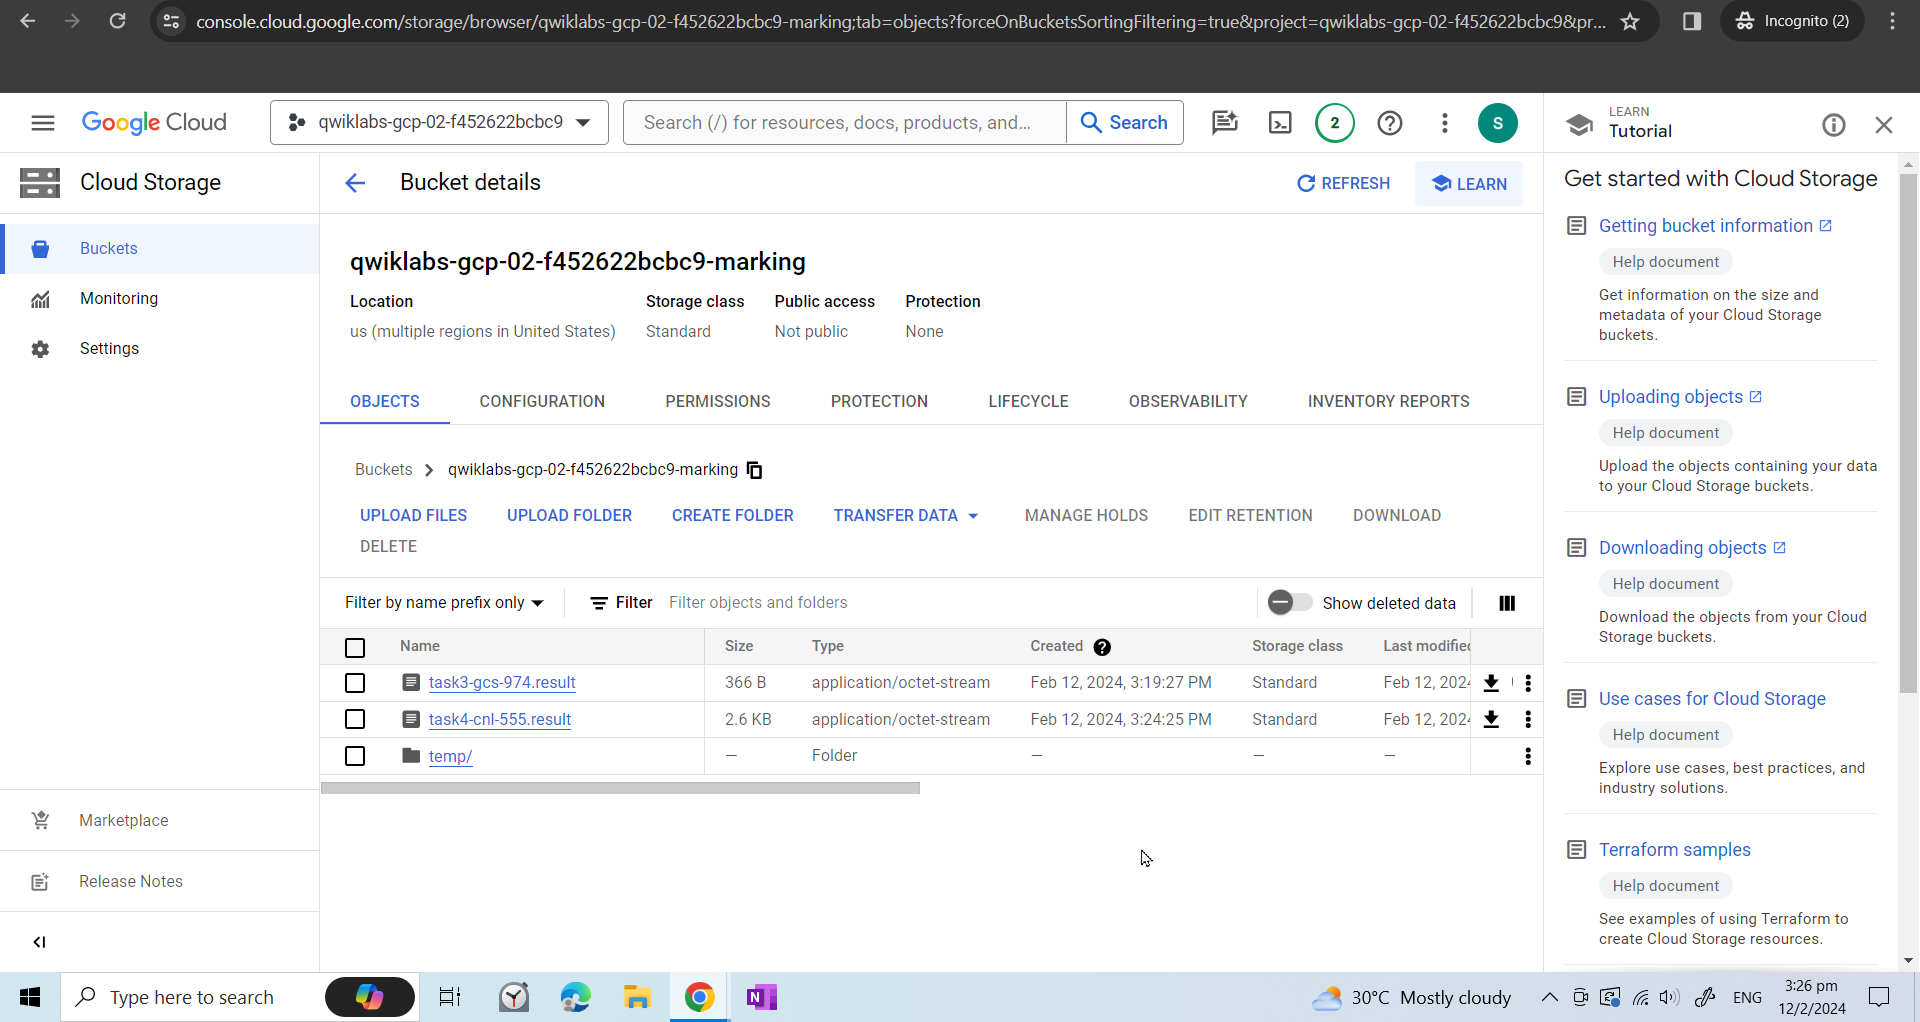 console.cloud.google.com/storage/browser/qwiklabs-gcp-02-f452622bcbc9-marking;tab=objects?forceOnBucketsSortingFiltering=true&project=qwiklabs-gcp-02-f452622bcbc9&pr...
Incognito (2)
Google Cloud
qwiklabs-gcp-02-f452622bcbc9
Search (/) for resources, docs, products, and...
Search
2
S
LEARN
Tutorial
Cloud Storage
Buckets
Monitoring
Settings
Marketplace
Release Notes
Bucket details
REFRESH
LEARN
qwiklabs-gcp-02-f452622bcbc9-marking
Location Storage class Public access Protection
us (multiple regions in United States) Standard Not public None
OBJECTS CONFIGURATION PERMISSIONS PROTECTION LIFECYCLE OBSERVABILITY INVENTORY REPORTS
Buckets > qwiklabs-gcp-02-f452622bcbc9-marking
UPLOAD FILES UPLOAD FOLDER CREATE FOLDER TRANSFER DATA MANAGE HOLDS EDIT RETENTION DOWNLOAD
DELETE
Filter by name prefix only Filter Filter objects and folders Show deleted data
Name Size Type Created ? Storage class Last modified
task3-gcs-974.result 366 B application/octet-stream Feb 12, 2024, 3:19:27 PM Standard Feb 12, 2024
task4-cnl-555.result 2.6 KB application/octet-stream Feb 12, 2024, 3:24:25 PM Standard Feb 12, 2024
temp/ — Folder — — —
Get started with Cloud Storage
Getting bucket information
Help document
Get information on the size and
metadata of your Cloud Storage
buckets.
Uploading objects
Help document
Upload the objects containing your data
to your Cloud Storage buckets.
Downloading objects
Help document
Download the objects from your Cloud
Storage buckets.
Use cases for Cloud Storage
Help document
Explore use cases, best practices, and
industry solutions.
Terraform samples
Help document
See examples of using Terraform to
create Cloud Storage resources.
Type here to search
N
30°C Mostly cloudy
ENG
3:26 pm
12/2/2024